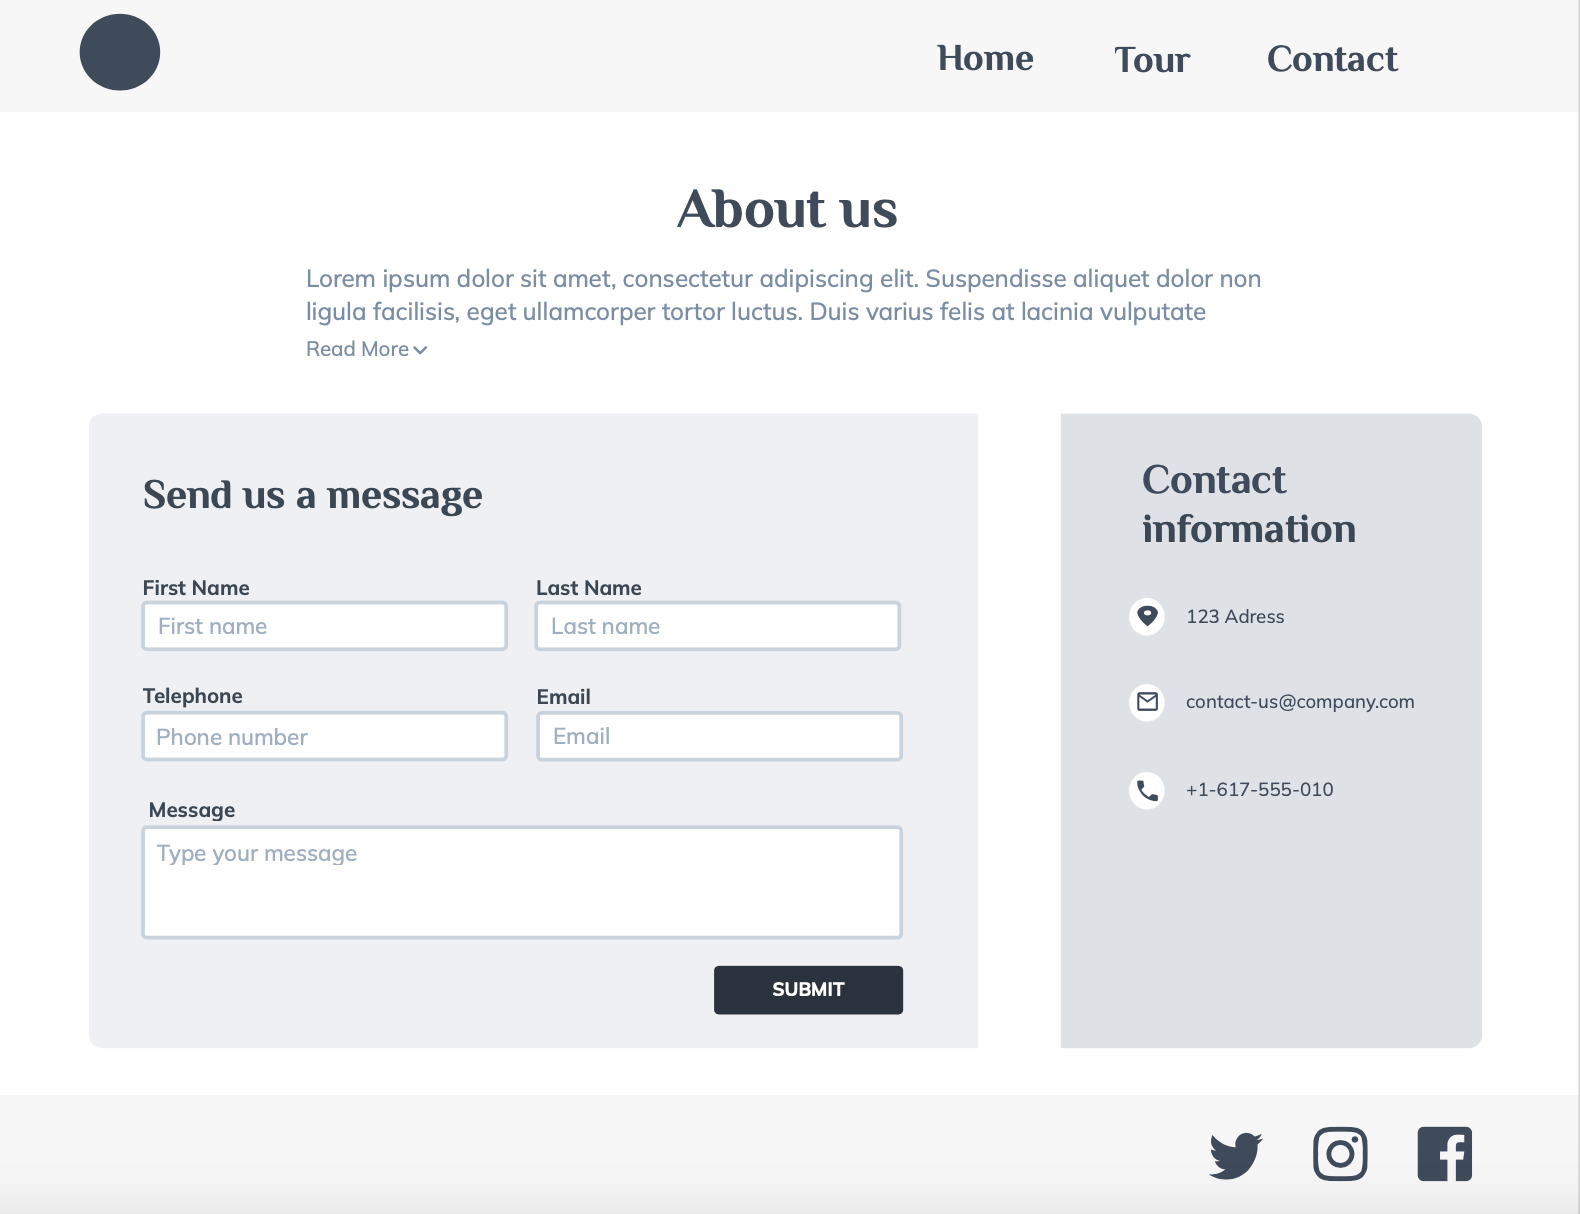 Home Tour Contact
About us
Lorem ipsum dolor sit amet, consectetur adipiscing elit. Suspendisse aliquet dolor non
ligula facilisis, eget ullamcorper tortor luctus. Duis varius felis at lacinia vulputate
Read More
Send us a message
First Name
First name
Last Name
Last name
Telephone
Phone number
Email
Email
Message
Type your message
SUBMIT
Contact
information
123 Adress
contact-us@company.com
+1-617-555-010